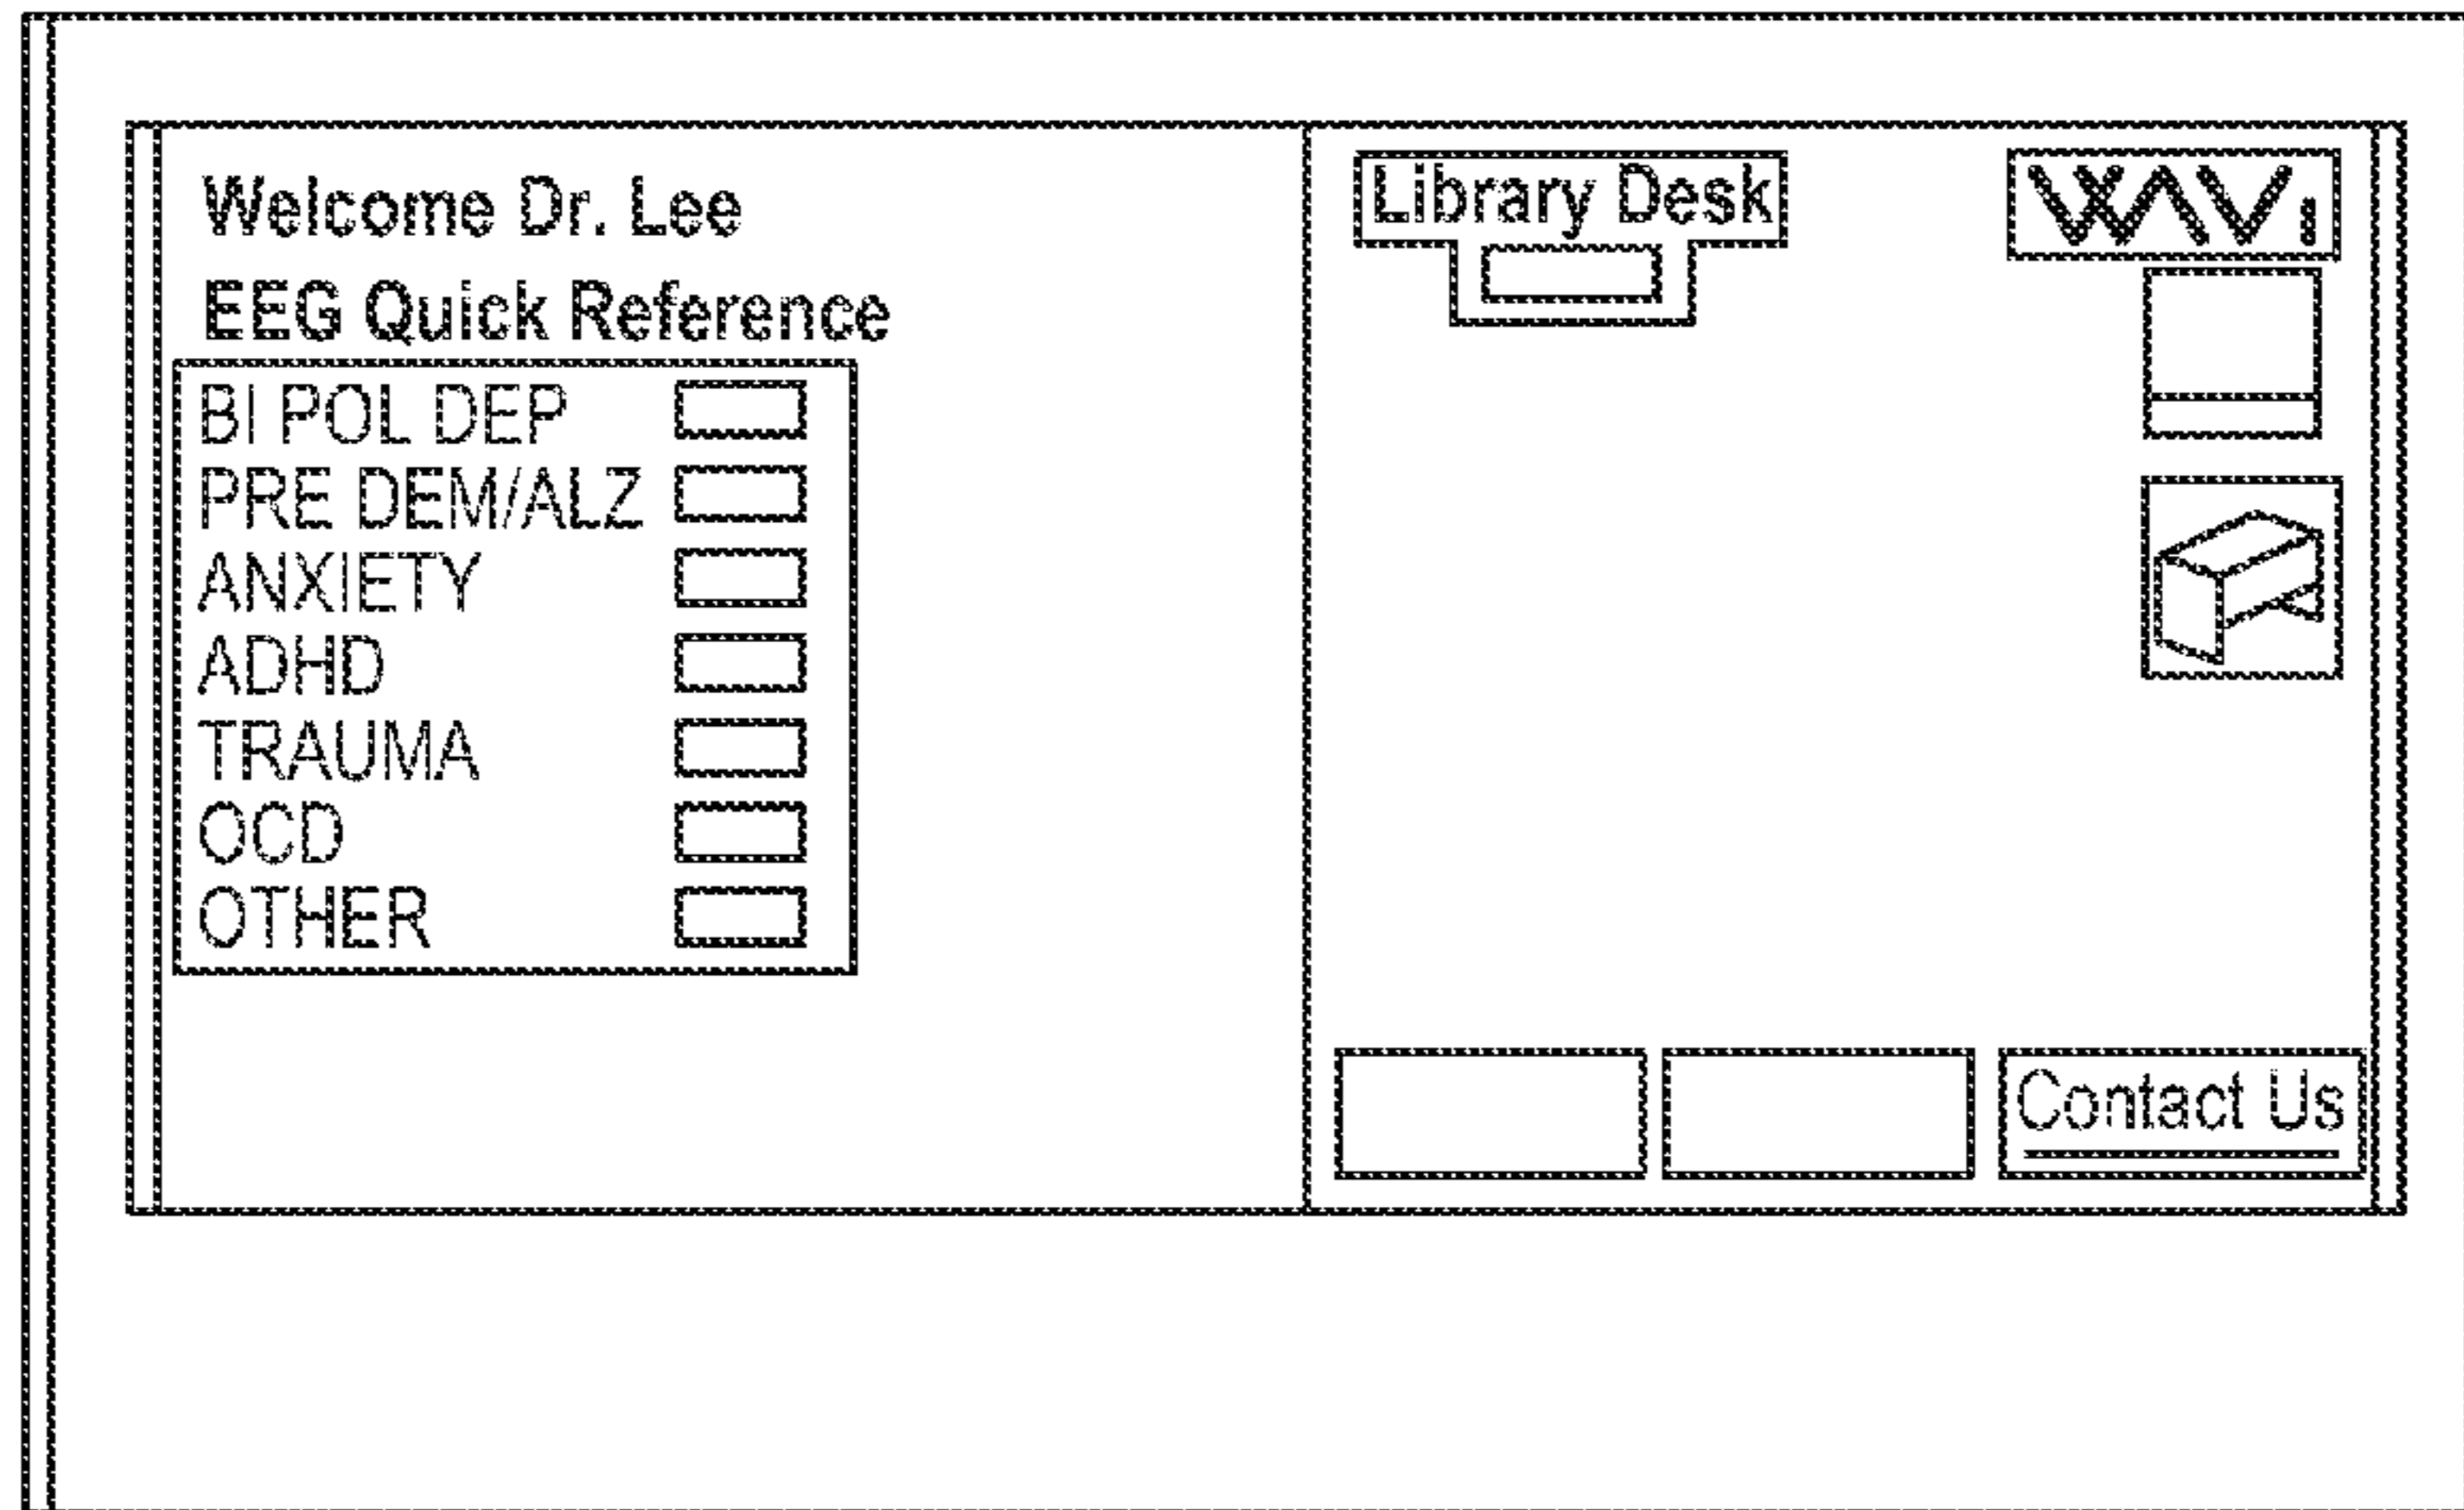 Welcome Dr. Lee
EEG Quick Reference
BI POL DEP
PRE DEM/ALZ
ANXIETY
ADHD
TRAUMA
OCD
OTHER
Library Desk
WAVi
Contact Us